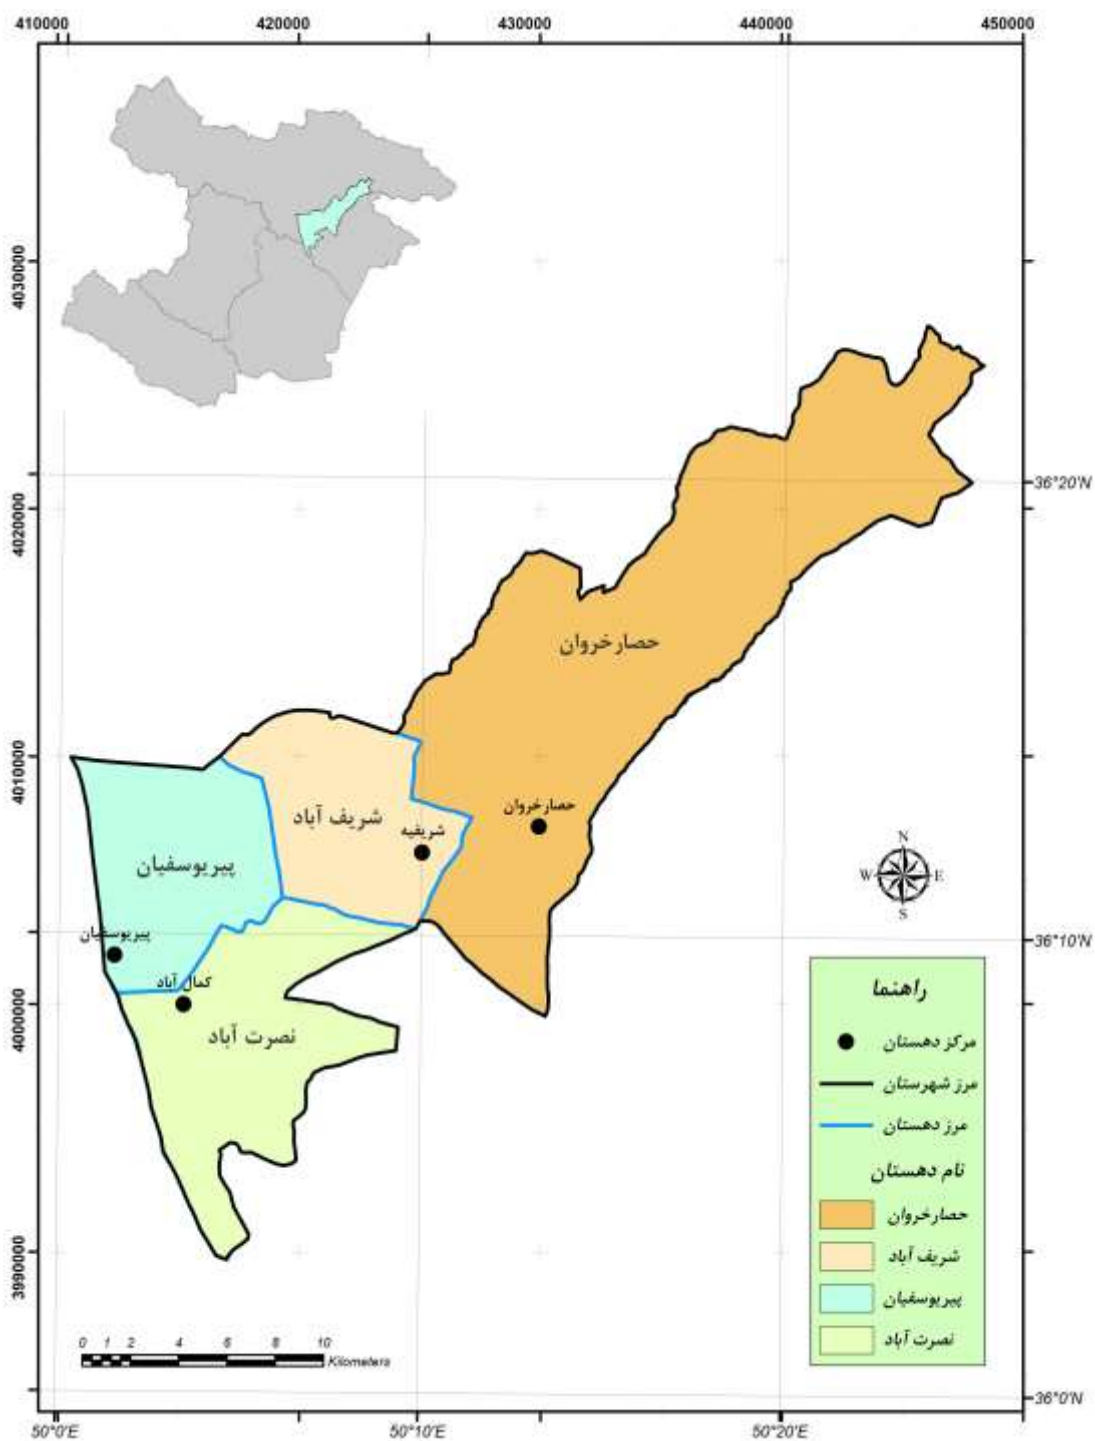 410000 420000 430000 440000 450000
4030000
36°20'N
4020000
حصارخروان
4010000
حصارخروان
شریف آباد
شریفیه
پیریوسفیان
N
W E
S
پیریوسفیان
36°10'N
کمال آباد
4000000
نصرت آباد
راهنما
مرکز دهستان
مرز شهرستان
مرز دهستان
نام دهستان
حصارخروان
شریف آباد
پیریوسفیان
نصرت آباد
3990000
0 1 2 4 6 8 10
Kilometers
36°0'N
50°0'E 50°10'E 50°20'E